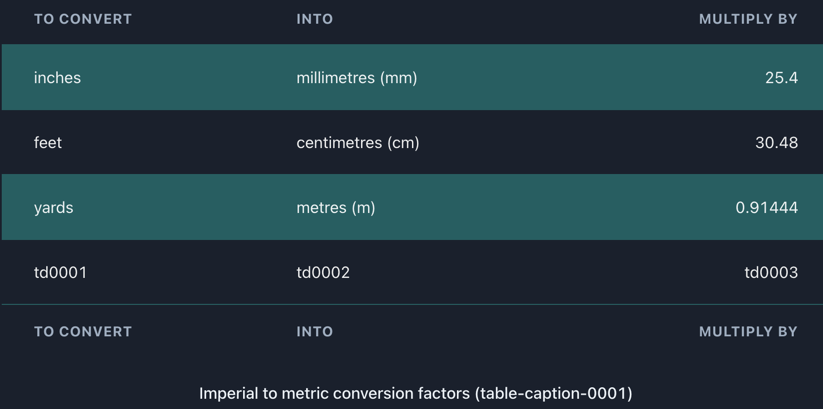 TO CONVERT INTO MULTIPLY BY
inches millimetres (mm) 25.4
feet centimetres (cm) 30.48
yards metres (m) 0.91444
td0001 td0002 td0003
TO CONVERT INTO MULTIPLY BY
Imperial to metric conversion factors (table-caption-0001)